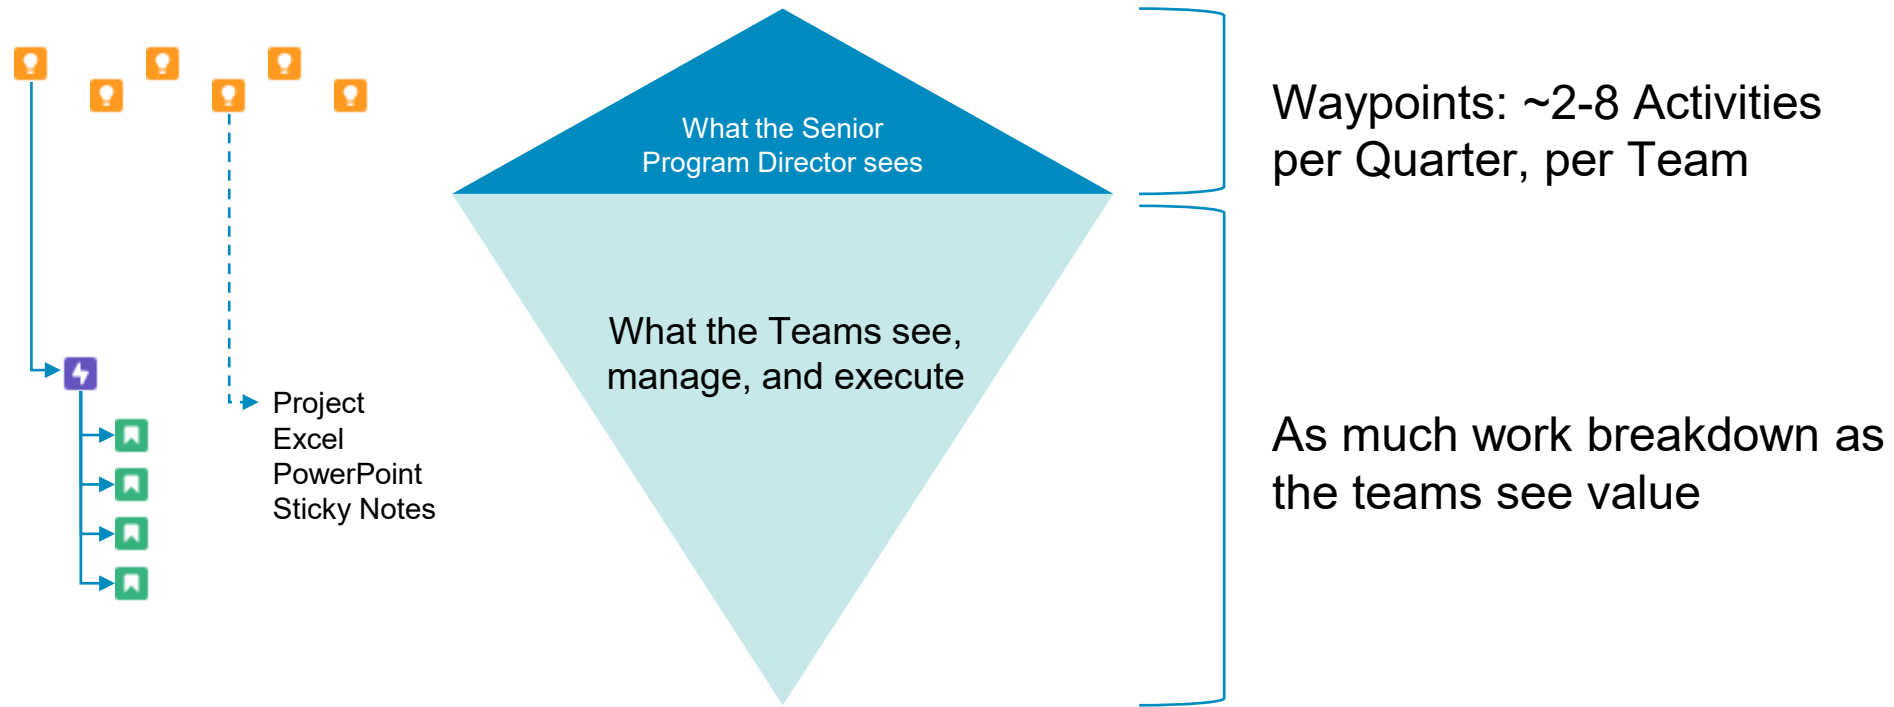 What the Senior
Program Director sees
Waypoints: ~2-8 Activities
per Quarter, per Team
What the Teams see,
manage, and execute
Project
Excel
PowerPoint
Sticky Notes
As much work breakdown as
the teams see value